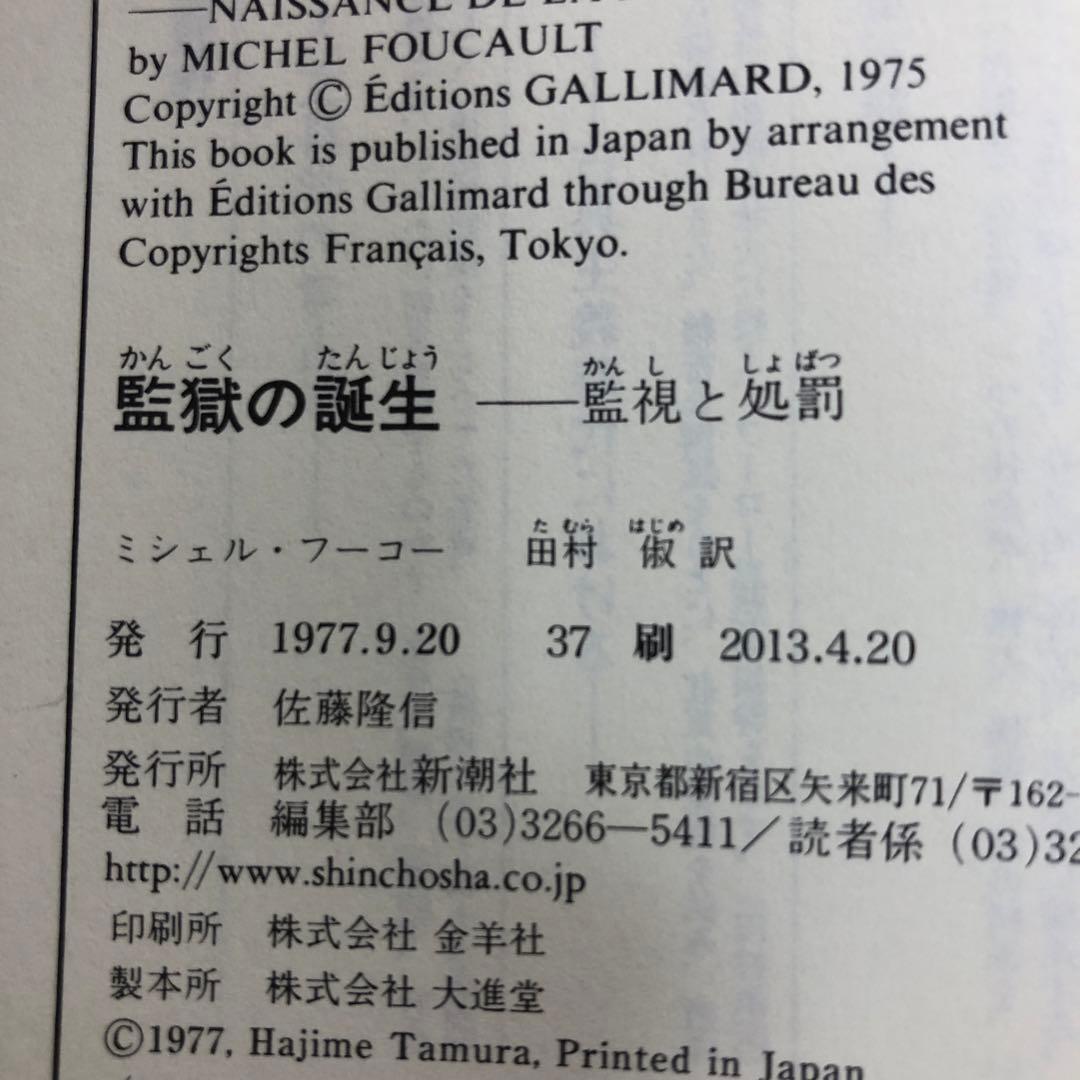 ——NAISSANCE DE
by MICHEL FOUCAULT
Copyright © Éditions GALLIMARD, 1975
This book is published in Japan by arrangement
with Éditions Gallimard through Bureau des
Copyrights Français, Tokyo.
かんごく たんじょう かんし しょばつ
監獄の誕生 ——監視と処罰
たむら はじめ
ミシェル・フーコー 田村 俶 訳
発行 1977.9.20 37刷 2013.4.20
発行者 佐藤隆信
発行所 株式会社新潮社 東京都新宿区矢来町71/〒162-
電話 編集部 (03)3266—5411/読者係 (03)32
http://www.shinchosha.co.jp
印刷所 株式会社 金羊社
製本所 株式会社 大進堂
©1977, Hajime Tamura, Printed in Japan